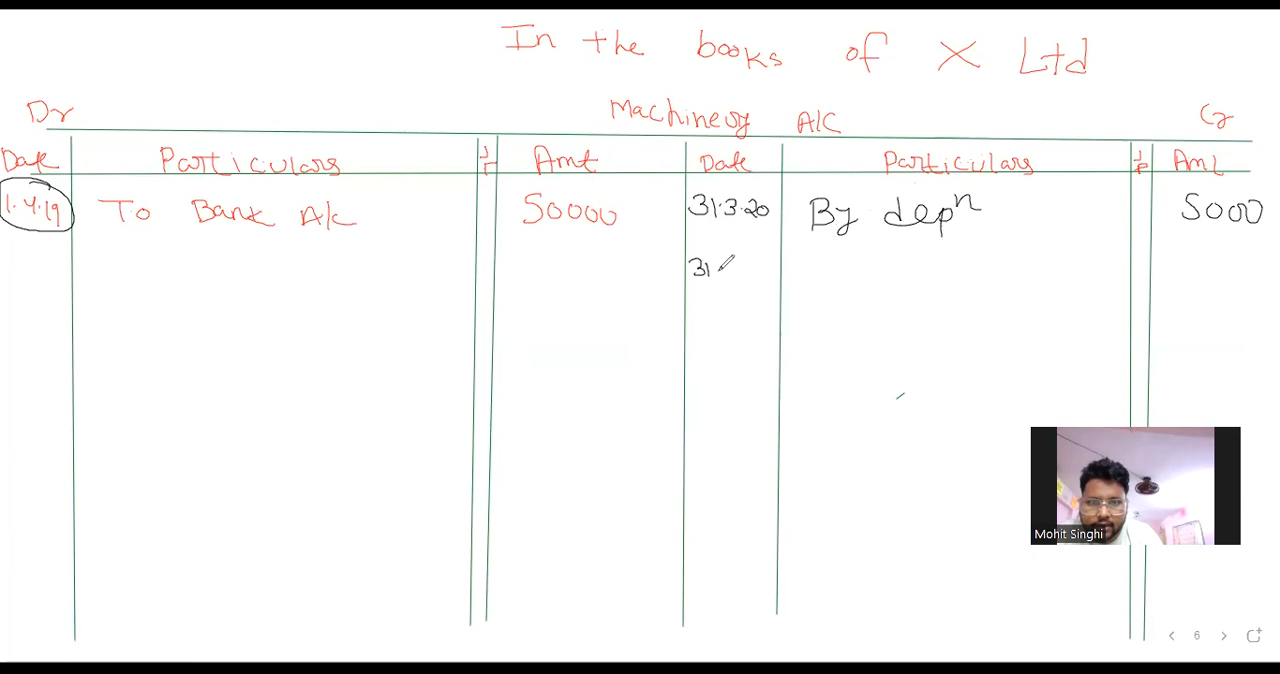 In the books of X Ltd
Dr Machinery A/C Cr
Date Particulars J.F Amt Date Particulars J.F Amt
1.4.19 To Bank A/c 50000 31.3.20 By depn 5000
31
Mohit Singhi
6